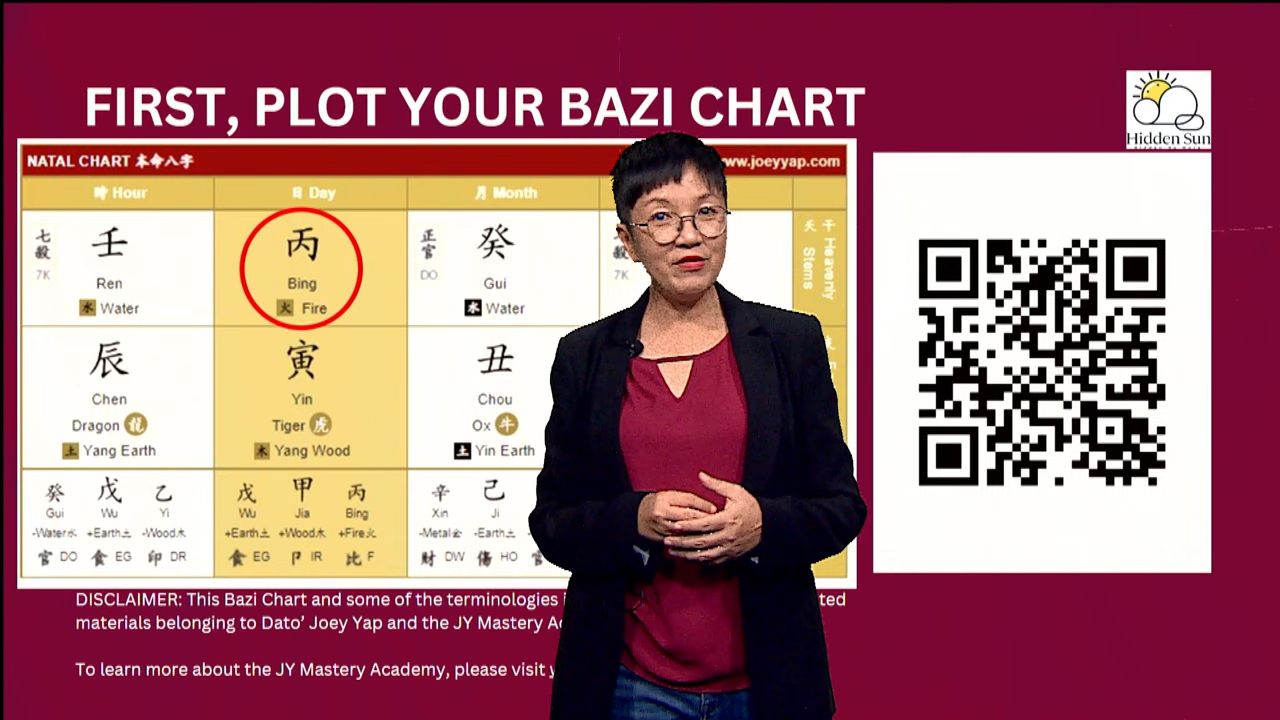 FIRST, PLOT YOUR BAZI CHART
Hidden Sun
NATAL CHART 本命八字
ww.joeyyap.com
時 Hour
日 Day
月 Month
七殺 7K
壬
Ren
水 Water
丙
Bing
火 Fire
正官 DO
癸
Gui
水 Water
殺
7K
天干 Heavenly Stems
辰
Chen
Dragon 龍
土 Yang Earth
寅
Yin
Tiger 虎
木 Yang Wood
丑
Chou
Ox 牛
土 Yin Earth
癸 戊 乙
Gui Wu Yi
-Water水 +Earth土 -Wood木
官 DO 食 EG 印 DR
戊 甲 丙
Wu Jia Bing
+Earth土 +Wood木 +Fire火
食 EG 卩 IR 比 F
辛 己
Xin Ji
-Metal金 -Earth土
財 DW 傷 HO 官
DISCLAIMER: This Bazi Chart and some of the terminologies ted
materials belonging to Dato' Joey Yap and the JY Mastery
To learn more about the JY Mastery Academy, please visit